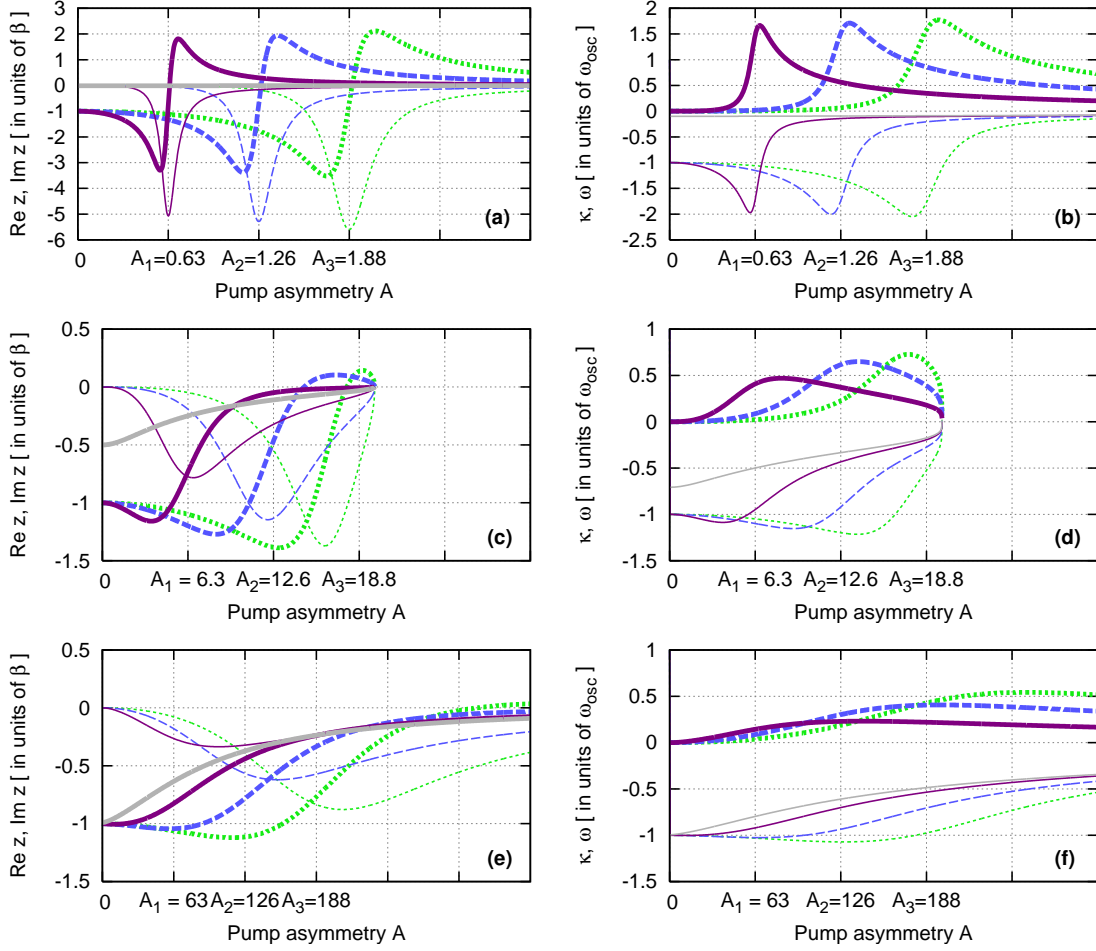 Re z, Im z [ in units of β ]
3
2
1
0
-1
-2
-3
-4
-5
-6
(a)
0
A1=0.63
A2=1.26
A3=1.88
Pump asymmetry A
κ, ω [ in units of ωosc ]
2
1.5
1
0.5
0
-0.5
-1
-1.5
-2
-2.5
(b)
0
A1=0.63
A2=1.26
A3=1.88
Pump asymmetry A
Re z, Im z [ in units of β ]
0.5
0
-0.5
-1
-1.5
(c)
0
A1 = 6.3
A2=12.6
A3=18.8
Pump asymmetry A
κ, ω [ in units of ωosc ]
1
0.5
0
-0.5
-1
-1.5
(d)
0
A1 = 6.3
A2=12.6
A3=18.8
Pump asymmetry A
Re z, Im z [ in units of β ]
0.5
0
-0.5
-1
-1.5
(e)
0
A1 = 63
A2=126
A3=188
Pump asymmetry A
κ, ω [ in units of ωosc ]
1
0.5
0
-0.5
-1
-1.5
(f)
0
A1 = 63
A2=126
A3=188
Pump asymmetry A